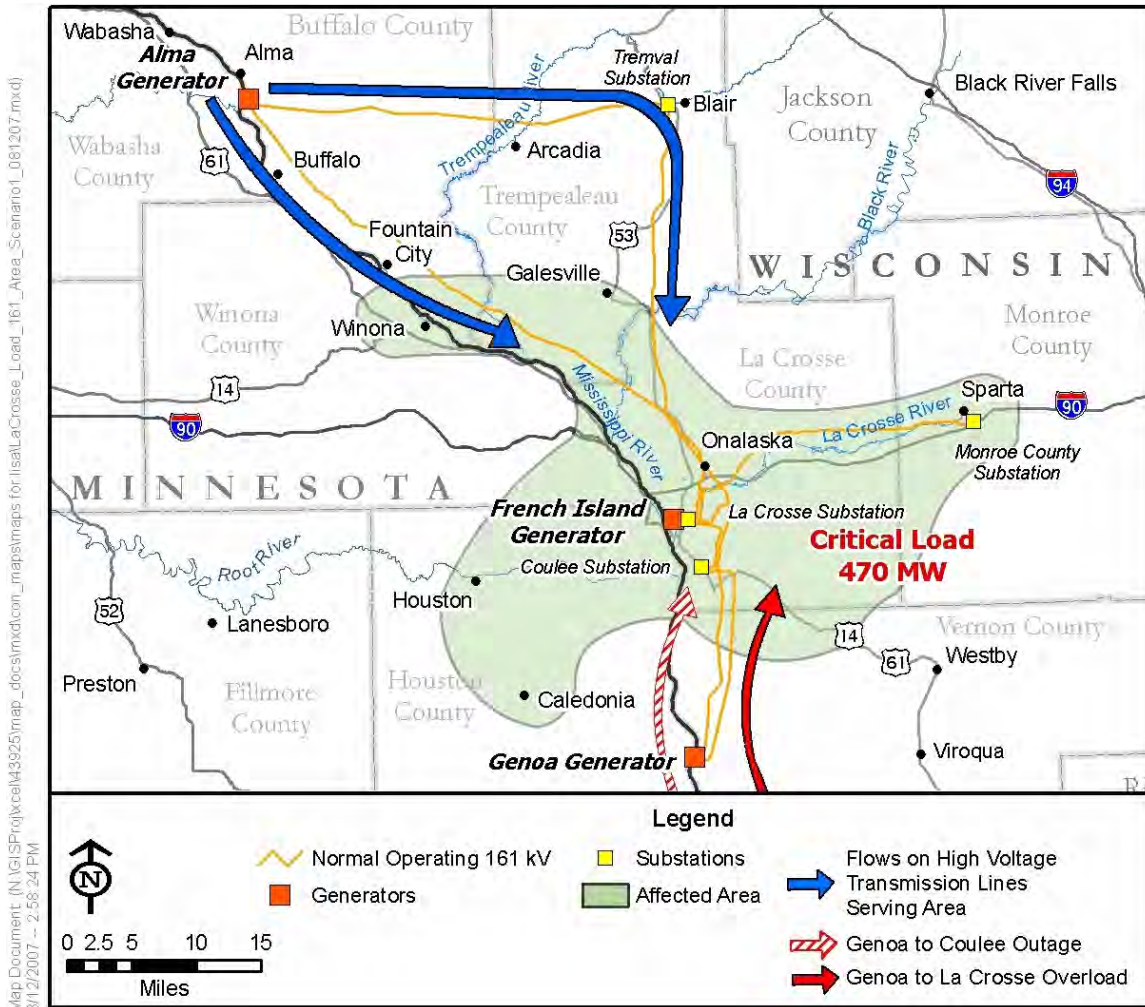 Wabasha
Buffalo County
Alma
Generator
Alma
Tremval
Substation
Blair
Black River Falls
Jackson
County
Trempealeau River
Wabasha
County
61
Buffalo
Arcadia
Black River
94
Trempealeau
County
53
Fountain
City
WISCONSIN
Galesville
Winona
County
Winona
Monroe
County
La Crosse
County
14
Sparta
90
90
Mississippi River
La Crosse River
Onalaska
Monroe County
Substation
MINNESOTA
French Island
Generator
La Crosse Substation
Critical Load
470 MW
Coulee Substation
Root River
Houston
52
Lanesboro
14
Vernon County
61
Westby
Preston
Fillmore
County
Houston
County
Caledonia
Genoa Generator
Viroqua
R
Legend
N
Normal Operating 161 kV
Generators
Substations
Affected Area
Flows on High Voltage
Transmission Lines
Serving Area
Genoa to Coulee Outage
Genoa to La Crosse Overload
0 2.5 5 10 15
Miles